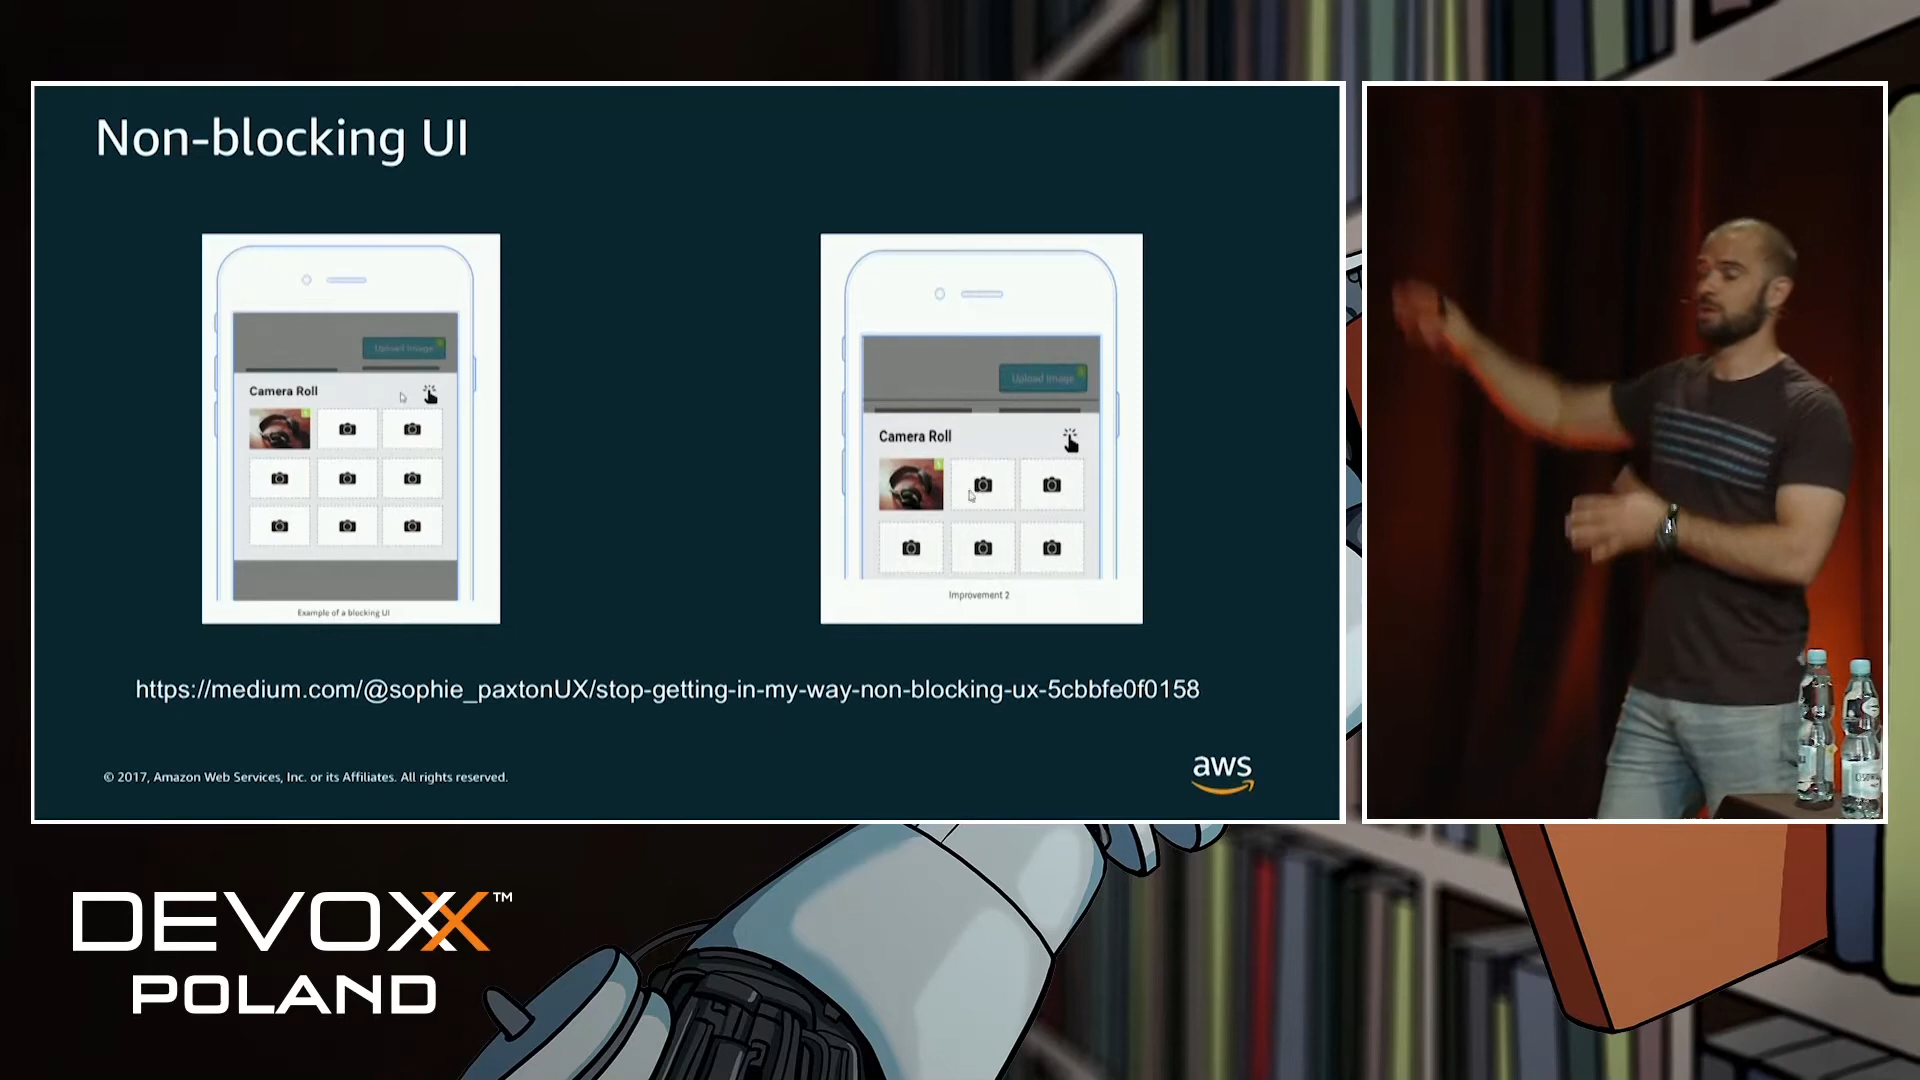 Non-blocking UI
Upload Image
Camera Roll
Example of a blocking UI
Upload Image
Camera Roll
Improvement 2
https://medium.com/@sophie_paxtonUX/stop-getting-in-my-way-non-blocking-ux-5cbbfe0f0158
© 2017, Amazon Web Services, Inc. or its Affiliates. All rights reserved.
aws
DEVOXX™
POLAND